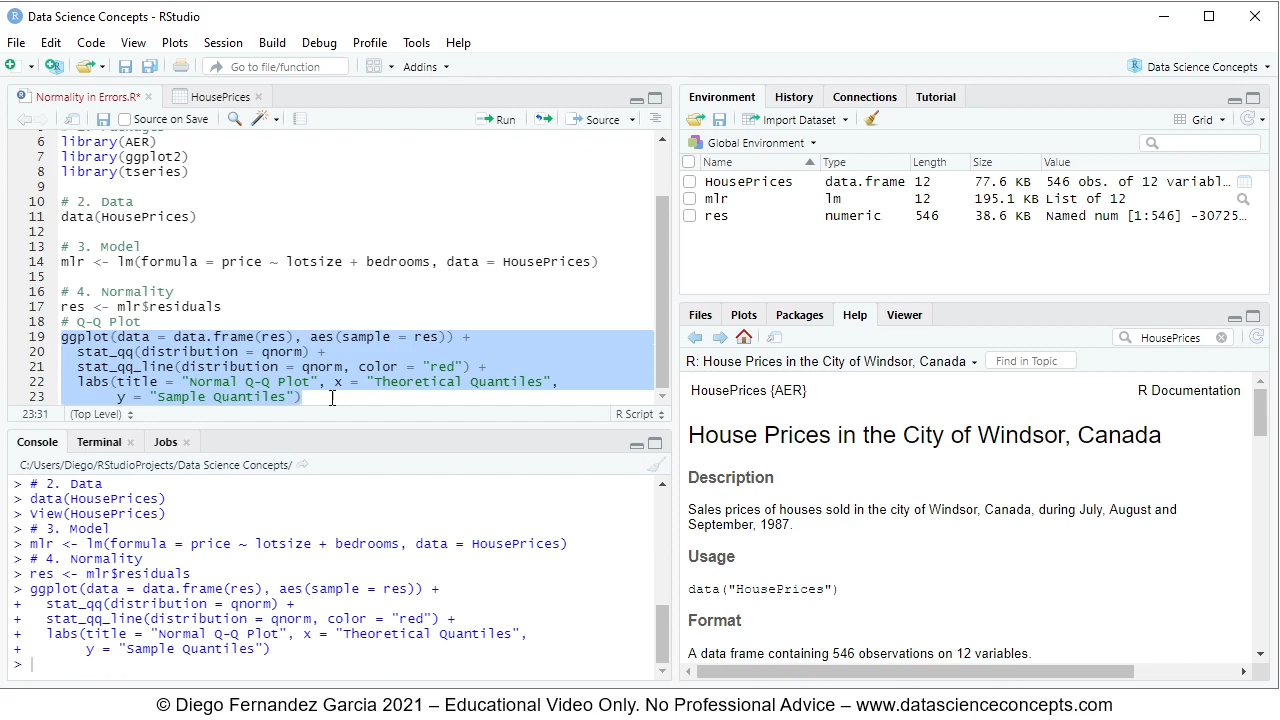 Data Science Concepts - RStudio
File Edit Code View Plots Session Build Debug Profile Tools Help
Go to file/function Addins Data Science Concepts
Normality in Errors.R* HousePrices
Source on Save Run Source
6 library(AER)
7 library(ggplot2)
8 library(tseries)
9
10 # 2. Data
11 data(HousePrices)
12
13 # 3. Model
14 mlr <- lm(formula = price ~ lotsize + bedrooms, data = HousePrices)
15
16 # 4. Normality
17 res <- mlr$residuals
18 # Q-Q Plot
19 ggplot(data = data.frame(res), aes(sample = res)) +
20 stat_qq(distribution = qnorm) +
21 stat_qq_line(distribution = qnorm, color = "red") +
22 labs(title = "Normal Q-Q Plot", x = "Theoretical Quantiles",
23 y = "Sample Quantiles")
23:31 (Top Level) R Script
Console Terminal Jobs
C:/Users/Diego/RStudioProjects/Data Science Concepts/
> # 2. Data
> data(HousePrices)
> View(HousePrices)
> # 3. Model
> mlr <- lm(formula = price ~ lotsize + bedrooms, data = HousePrices)
> # 4. Normality
> res <- mlr$residuals
> ggplot(data = data.frame(res), aes(sample = res)) +
+ stat_qq(distribution = qnorm) +
+ stat_qq_line(distribution = qnorm, color = "red") +
+ labs(title = "Normal Q-Q Plot", x = "Theoretical Quantiles",
+ y = "Sample Quantiles")
>
Environment History Connections Tutorial
Import Dataset Grid
Global Environment
Name Type Length Size Value
HousePrices data.frame 12 77.6 KB 546 obs. of 12 variabl…
mlr lm 12 195.1 KB List of 12
res numeric 546 38.6 KB Named num [1:546] -30725…
Files Plots Packages Help Viewer
HousePrices
R: House Prices in the City of Windsor, Canada Find in Topic
HousePrices {AER} R Documentation
House Prices in the City of Windsor, Canada
Description
Sales prices of houses sold in the city of Windsor, Canada, during July, August and
September, 1987.
Usage
data("HousePrices")
Format
A data frame containing 546 observations on 12 variables.
© Diego Fernandez Garcia 2021 – Educational Video Only. No Professional Advice – www.datascienceconcepts.com